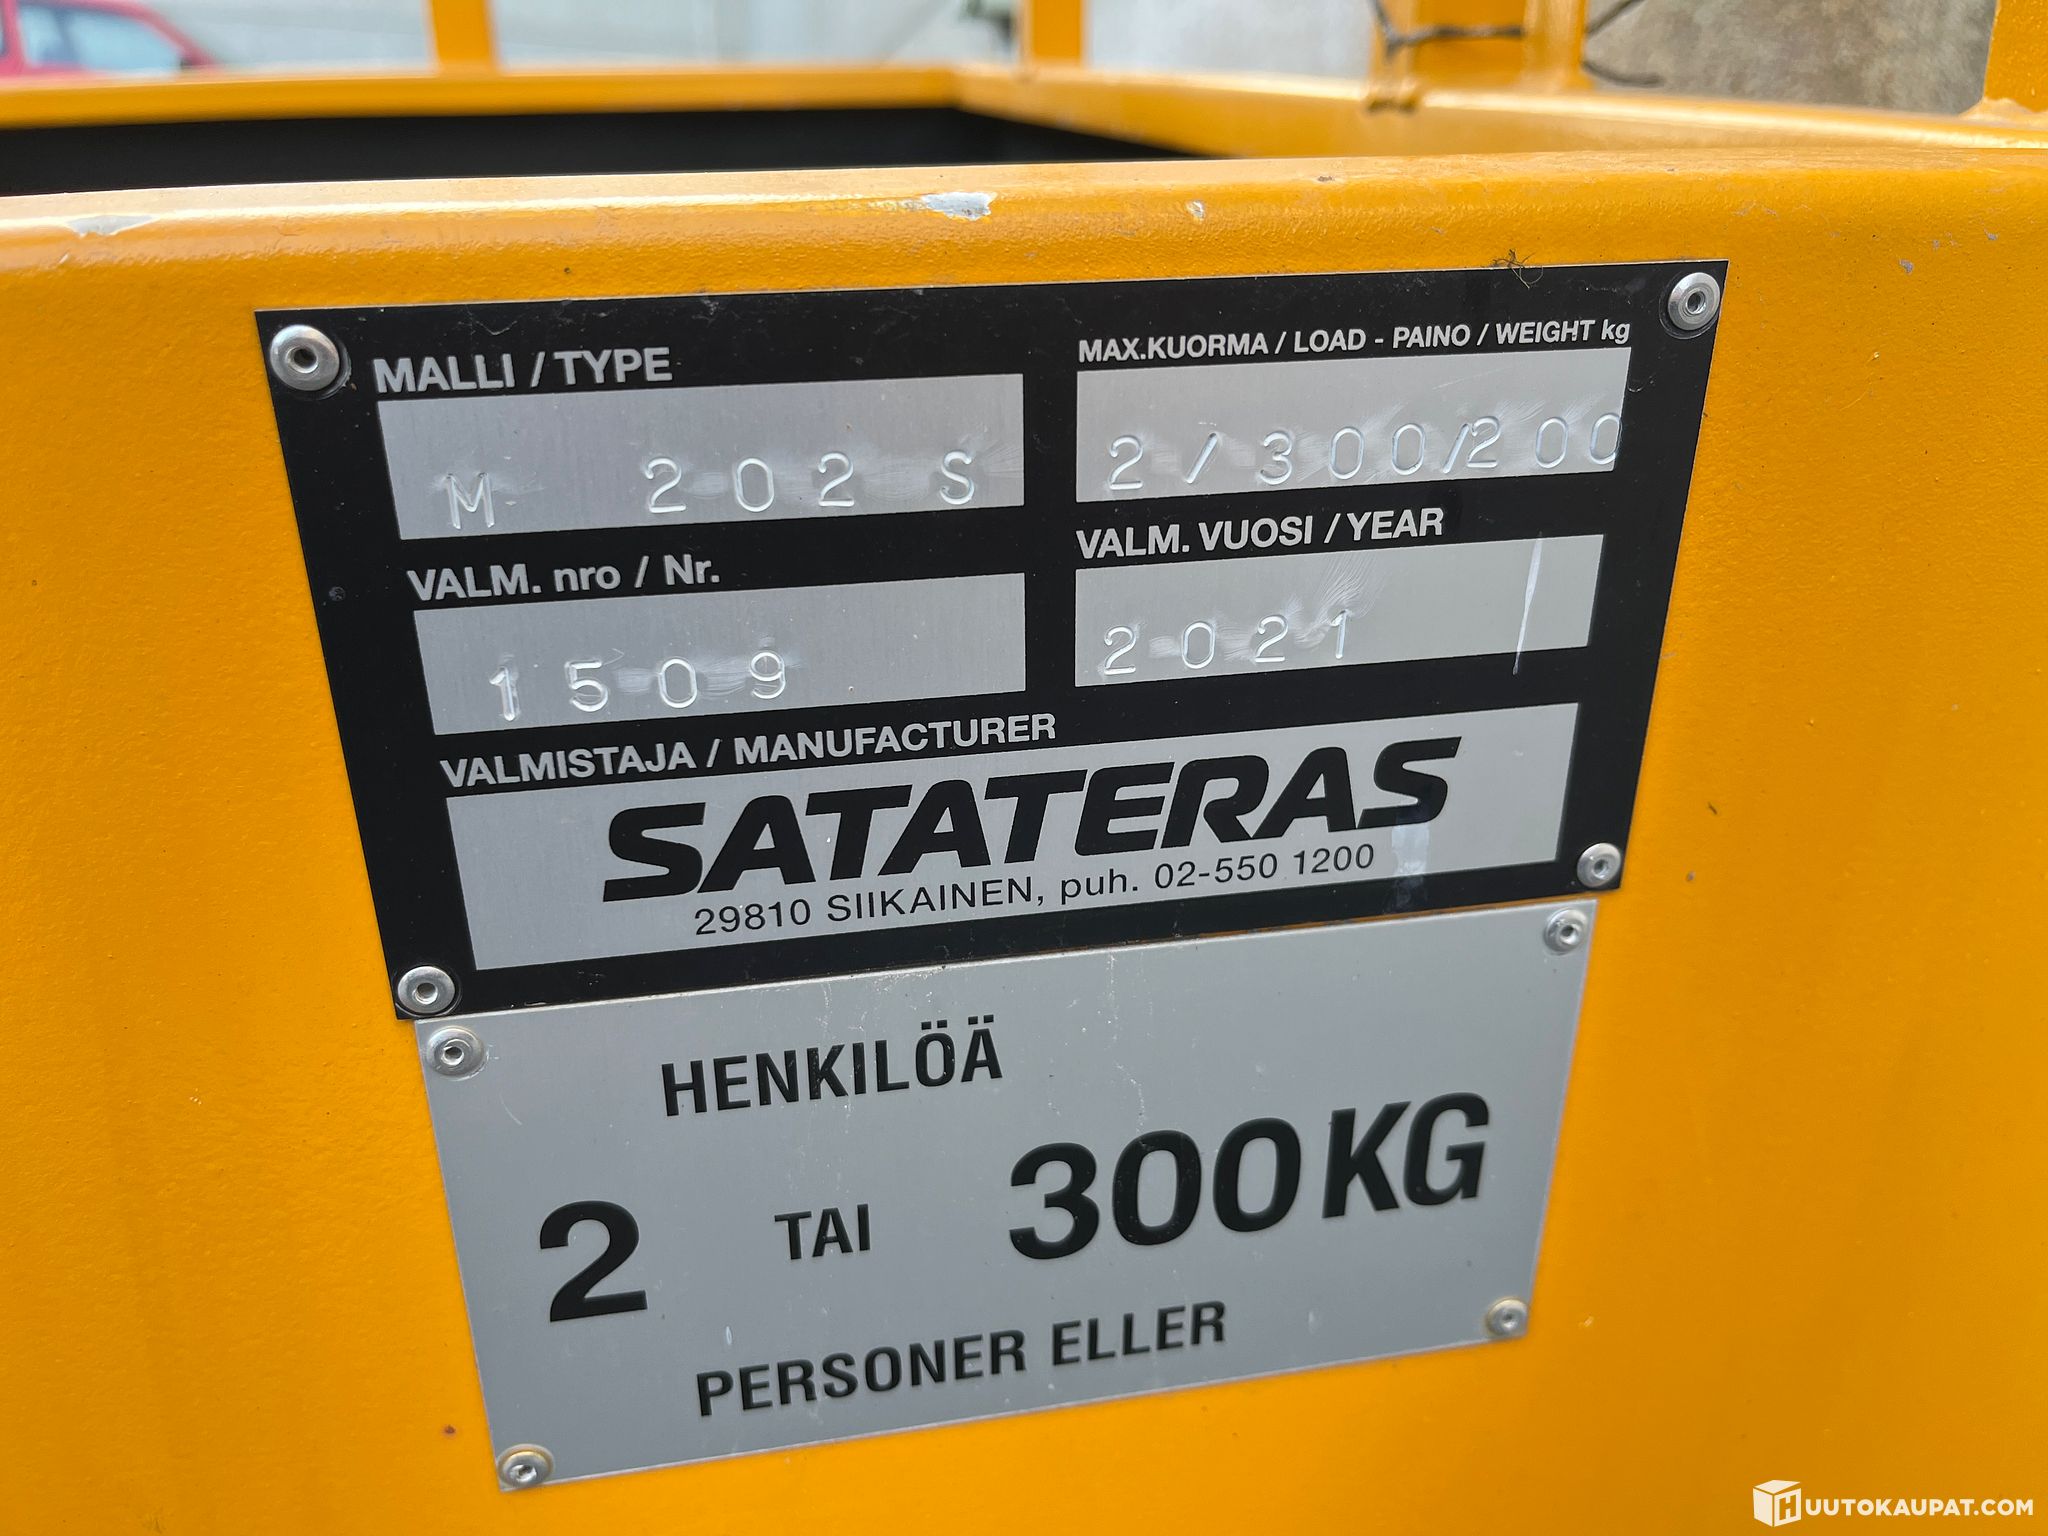 MALLI / TYPE
M 202 S
MAX.KUORMA / LOAD - PAINO / WEIGHT kg
2/300/200
VALM. nro / Nr.
1509
VALM. VUOSI / YEAR
2021
VALMISTAJA / MANUFACTURER
SATATERAS
29810 SIIKAINEN, puh. 02-550 1200
HENKILÖÄ
2 TAI 300KG
PERSONER ELLER
HUUTOKAUPAT.COM